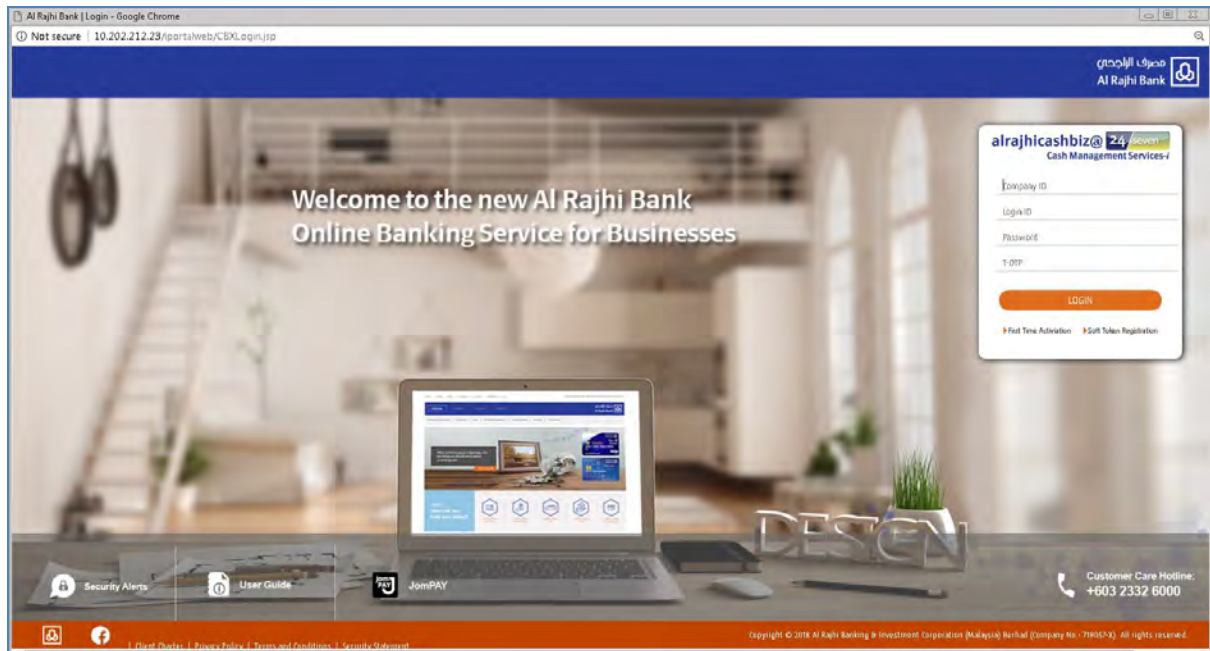 Al Rajhi Bank | Login - Google Chrome
Not secure | 10.202.212.23/iportalweb/CBXLogin.jsp
مصرف الراجحي
Al Rajhi Bank
alrajhicashbiz@ 24 seven
Cash Management Services-i
Company ID
Login ID
Password
T-OTP
LOGIN
First Time Activation
Soft Token Registration
Welcome to the new Al Rajhi Bank
Online Banking Service for Businesses
DESIGN
Security Alerts
User Guide
Jom PAY
JomPAY
Customer Care Hotline:
+603 2332 6000
| Client Charter | Privacy Policy | Terms and Conditions | Security Statement
Copyright © 2018 Al Rajhi Banking & Investment Corporation (Malaysia) Berhad (Company No.- 719057-X). All rights reserved.